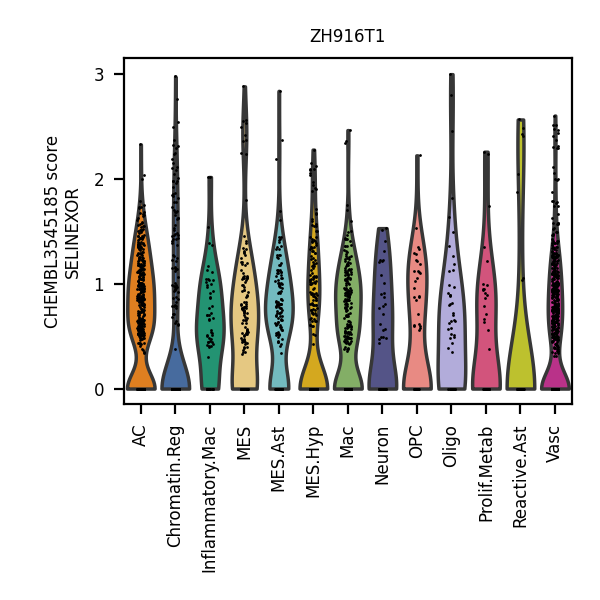 ZH916T1
CHEMBL3545185 score
SELINEXOR
3
2
1
0
AC
Chromatin.Reg
Inflammatory.Mac
MES
MES.Ast
MES.Hyp
Mac
Neuron
OPC
Oligo
Prolif.Metab
Reactive.Ast
Vasc